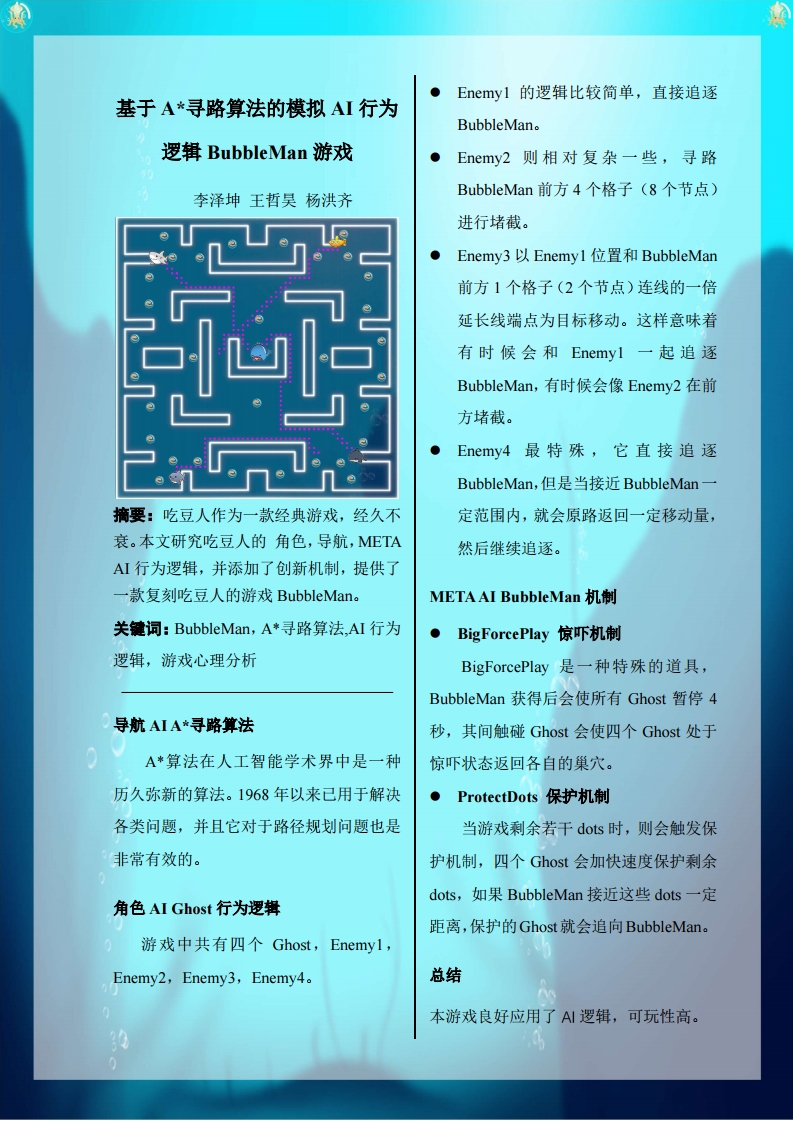 基于 A*寻路算法的模拟 AI 行为
逻辑 BubbleMan 游戏
李泽坤 王哲昊 杨洪齐
摘要：吃豆人作为一款经典游戏，经久不
衰。本文研究吃豆人的 角色，导航，META
AI 行为逻辑，并添加了创新机制，提供了
一款复刻吃豆人的游戏 BubbleMan。
关键词：BubbleMan，A*寻路算法,AI 行为
逻辑，游戏心理分析
导航 AI A*寻路算法
A*算法在人工智能学术界中是一种
历久弥新的算法。1968 年以来已用于解决
各类问题，并且它对于路径规划问题也是
非常有效的。
角色 AI Ghost 行为逻辑
游戏中共有四个 Ghost，Enemy1，
Enemy2，Enemy3，Enemy4。
● Enemy1 的逻辑比较简单，直接追逐
BubbleMan。
● Enemy2 则相对复杂一些，寻路
BubbleMan 前方 4 个格子（8 个节点）
进行堵截。
● Enemy3 以 Enemy1 位置和 BubbleMan
前方 1 个格子（2 个节点）连线的一倍
延长线端点为目标移动。这样意味着
有时候会和 Enemy1 一起追逐
BubbleMan，有时候会像 Enemy2 在前
方堵截。
● Enemy4 最特殊，它直接追逐
BubbleMan，但是当接近 BubbleMan 一
定范围内，就会原路返回一定移动量，
然后继续追逐。
META AI BubbleMan 机制
● BigForcePlay 惊吓机制
BigForcePlay 是一种特殊的道具，
BubbleMan 获得后会使所有 Ghost 暂停 4
秒，其间触碰 Ghost 会使四个 Ghost 处于
惊吓状态返回各自的巢穴。
● ProtectDots 保护机制
当游戏剩余若干 dots 时，则会触发保
护机制，四个 Ghost 会加快速度保护剩余
dots，如果 BubbleMan 接近这些 dots 一定
距离，保护的 Ghost 就会追向 BubbleMan。
总结
本游戏良好应用了 AI 逻辑，可玩性高。